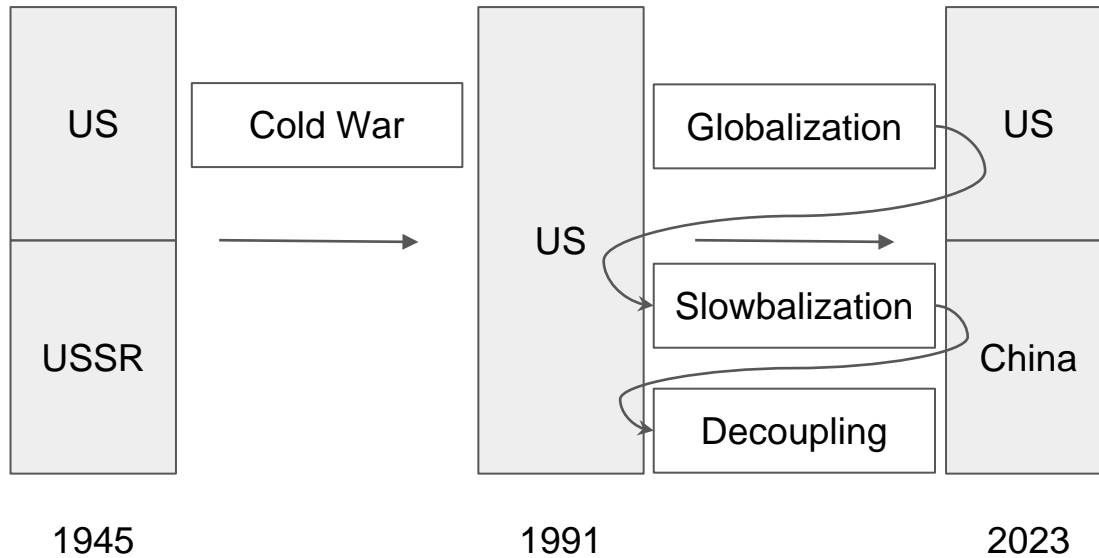 US
USSR
Cold War
US
Globalization
Slowbalization
Decoupling
US
China
1945
1991
2023